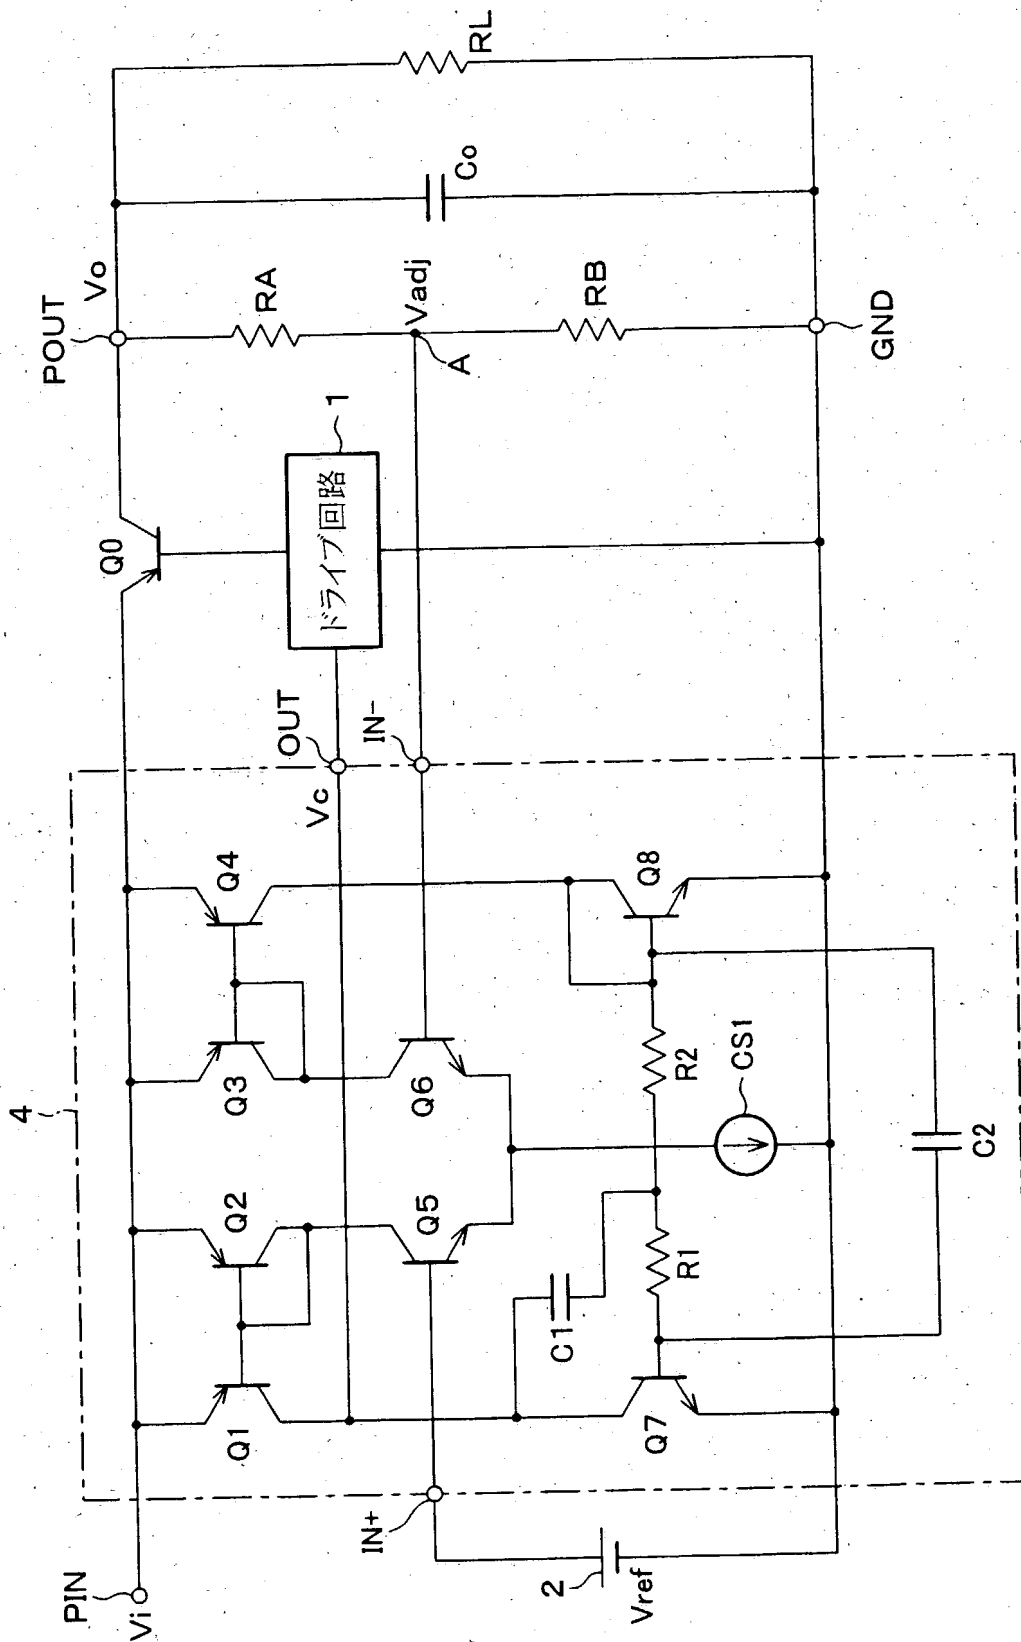 4
PIN
Vi
Q1
Q2
Q3
Q4
Q0
POUT
Vo
OUT
Vc
IN-
ドライブ回路
1
RA
Vadj
A
RB
Co
RL
GND
IN+
Q5
Q6
C1
R1
R2
Q7
Q8
CS1
C2
2
Vref